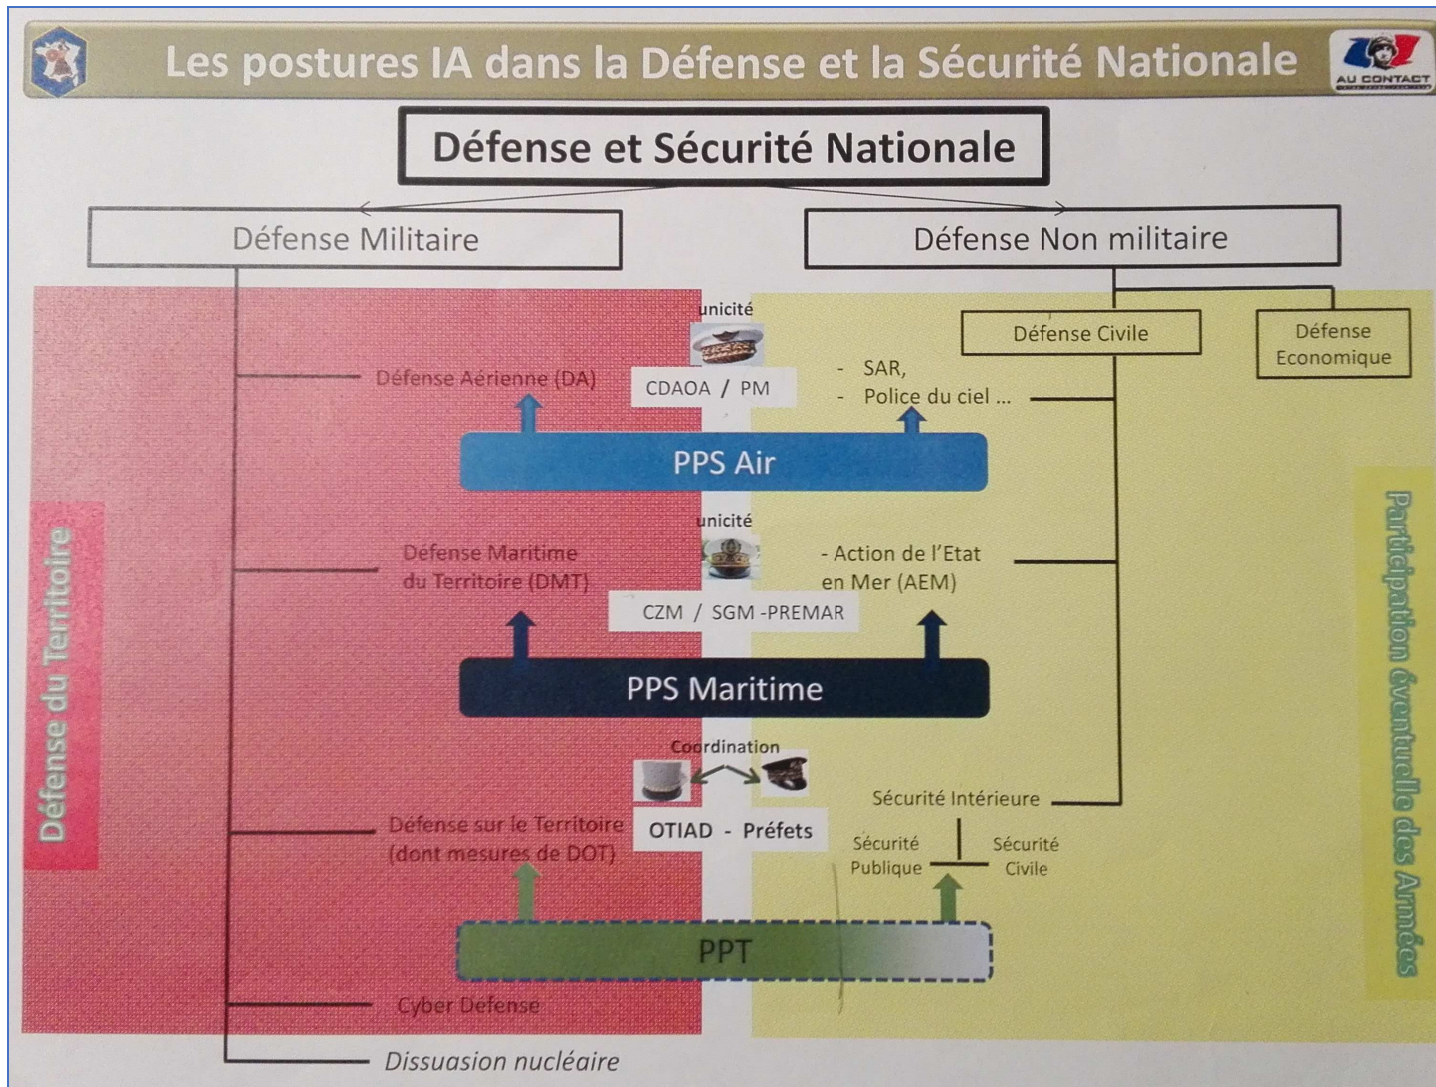 Les postures IA dans la Défense et la Sécurité Nationale
AU CONTACT
Défense et Sécurité Nationale
Défense Militaire
Défense Non militaire
unicité
Défense Civile
Défense
Economique
Défense Aérienne (DA)
CDAOA / PM
- SAR,
- Police du ciel ...
PPS Air
unicité
Défense Maritime
du Territoire (DMT)
- Action de l'Etat
en Mer (AEM)
CZM / SGM -PREMAR
PPS Maritime
Coordination
Défense sur le Territoire
(dont mesures de DOT)
OTIAD - Préfets
Sécurité Intérieure
Sécurité
Publique
Sécurité
Civile
PPT
Cyber Défense
Dissuasion nucléaire
Défense du Territoire
Participation éventuelle des Armées